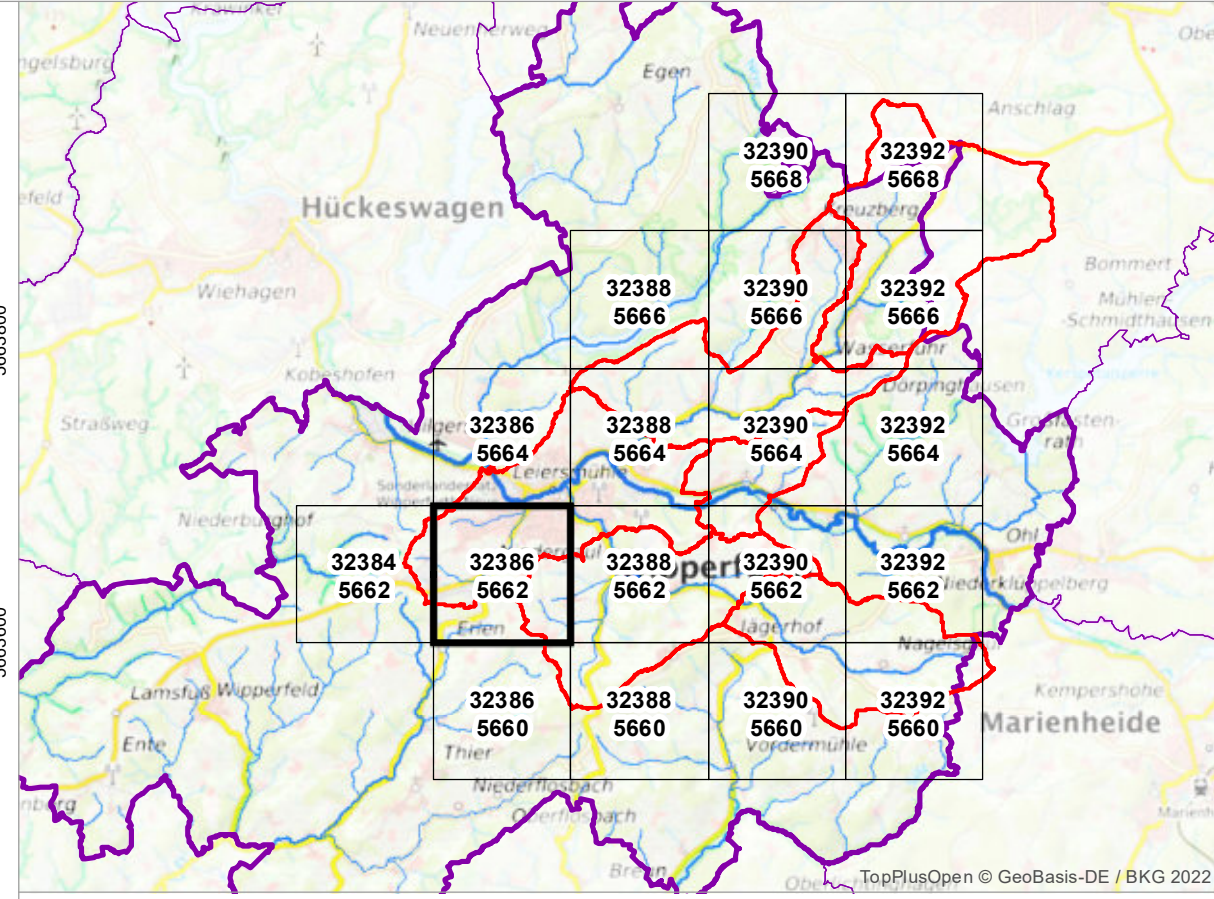 Neuenherweg
Egen
Anschlag
32390
5668
32392
5668
Kreuzberg
Hückeswagen
Wiehagen
Bommert
32388
5666
32390
5666
32392
5666
Mühlen
-Schmidthausen
Wasserfuhr
Kobeshofen
Dörpinghausen
Straßweg
32386
5664
32388
5664
32390
5664
32392
5664
Großfasten-
rath
Leiersmühle
Niederburghof
Ohl
32384
5662
32386
5662
32388
5662
32390
5662
32392
5662
Niederklüppelberg
Erlen
Jägerhof
Lamsfuß
Wipperfeld
Kempershöhe
32386
5660
32388
5660
32390
5660
32392
5660
Marienheide
Ente
Thier
Vordermühle
Niederflosbach
Oberflosbach
TopPlusOpen © GeoBasis-DE / BKG 2022